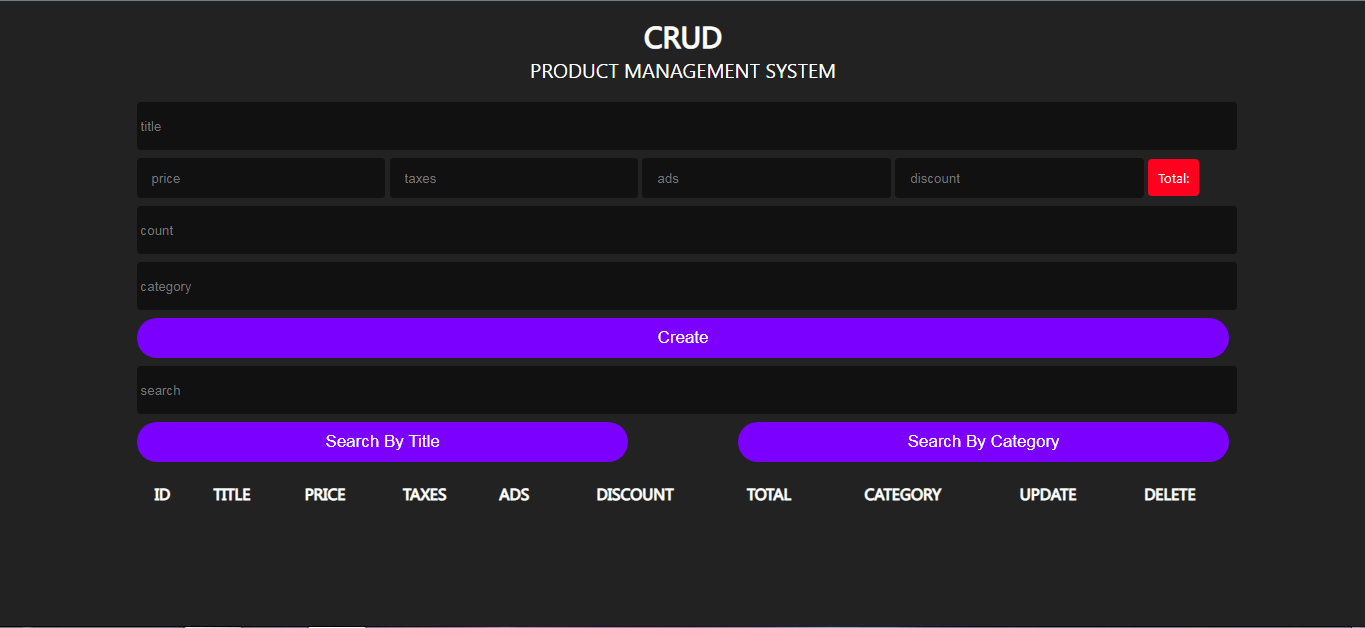 CRUD
PRODUCT MANAGEMENT SYSTEM
title
price taxes ads discount Total:
count
category
Create
search
Search By Title Search By Category
ID TITLE PRICE TAXES ADS DISCOUNT TOTAL CATEGORY UPDATE DELETE